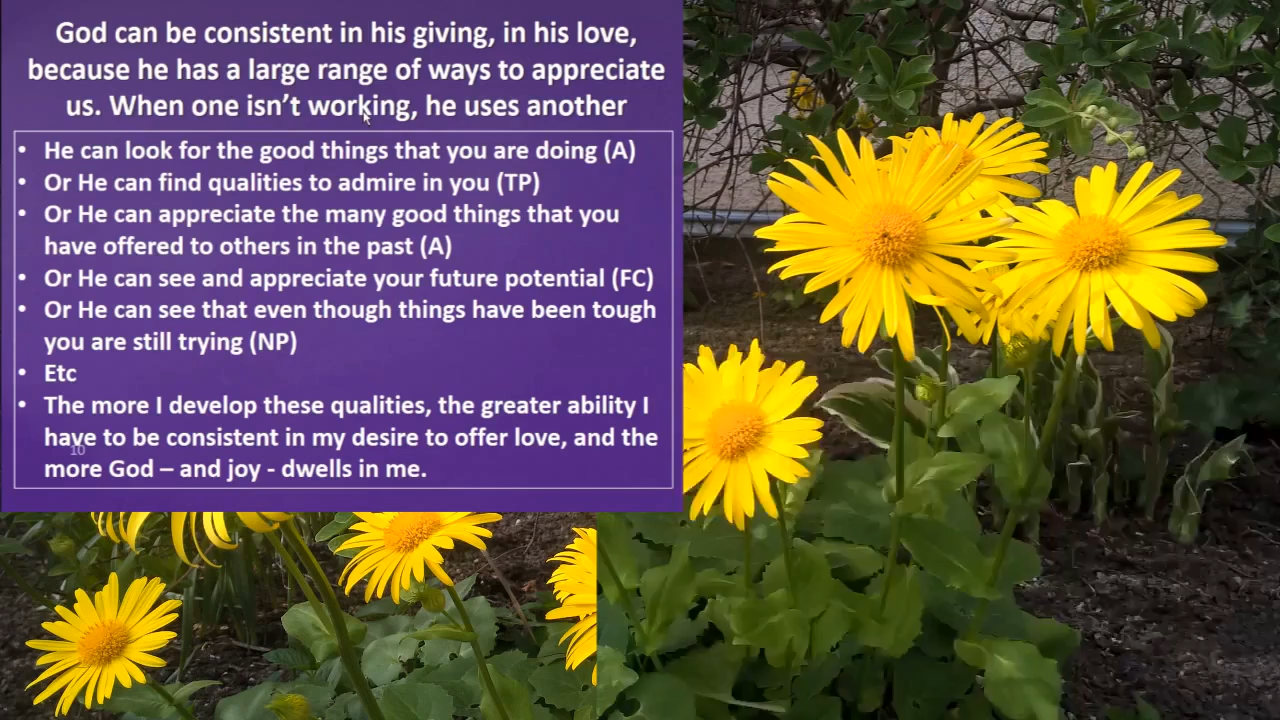 God can be consistent in his giving, in his love,
because he has a large range of ways to appreciate
us. When one isn’t working, he uses another
• He can look for the good things that you are doing (A)
• Or He can find qualities to admire in you (TP)
• Or He can appreciate the many good things that you
have offered to others in the past (A)
• Or He can see and appreciate your future potential (FC)
• Or He can see that even though things have been tough
you are still trying (NP)
• Etc
• The more I develop these qualities, the greater ability I
have to be consistent in my desire to offer love, and the
10
more God – and joy - dwells in me.